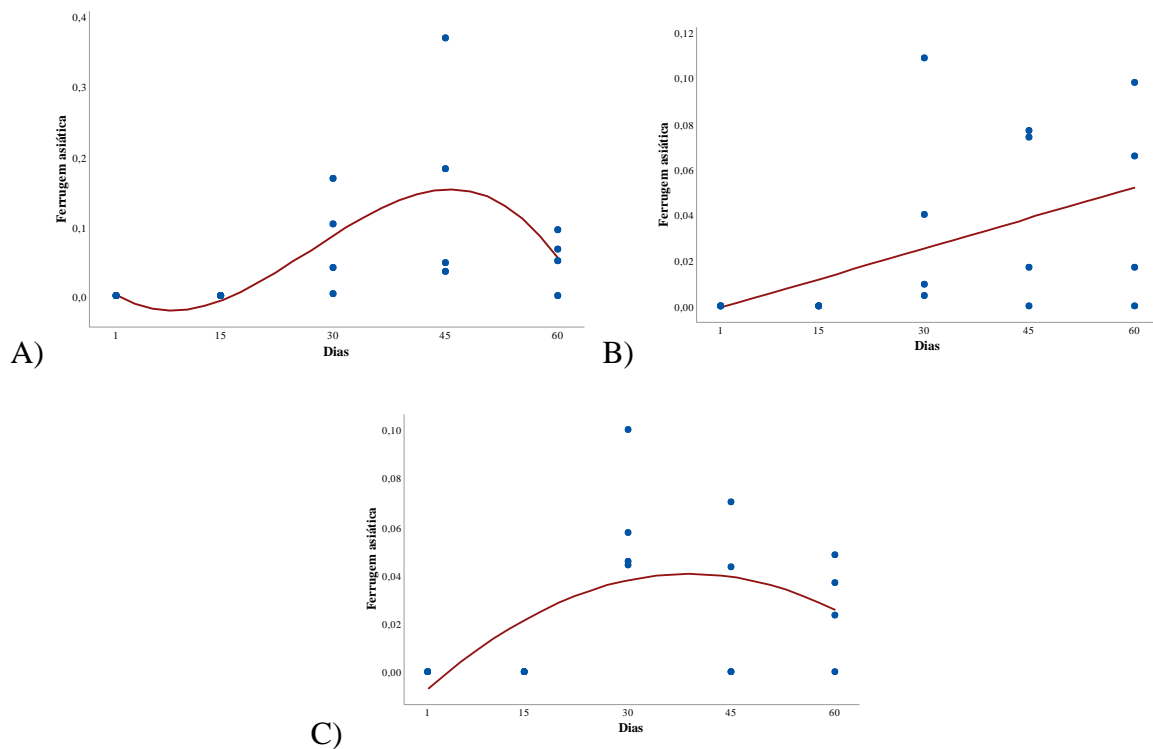 0,4
0,3
0,2
0,1
0,0
Ferrugem asiática
1 15 30 45 60
Dias
A)
0,12
0,10
0,08
0,06
0,04
0,02
0,00
Ferrugem asiática
1 15 30 45 60
Dias
B)
0,10
0,08
0,06
0,04
0,02
0,00
Ferrugem asiática
1 15 30 45 60
Dias
C)